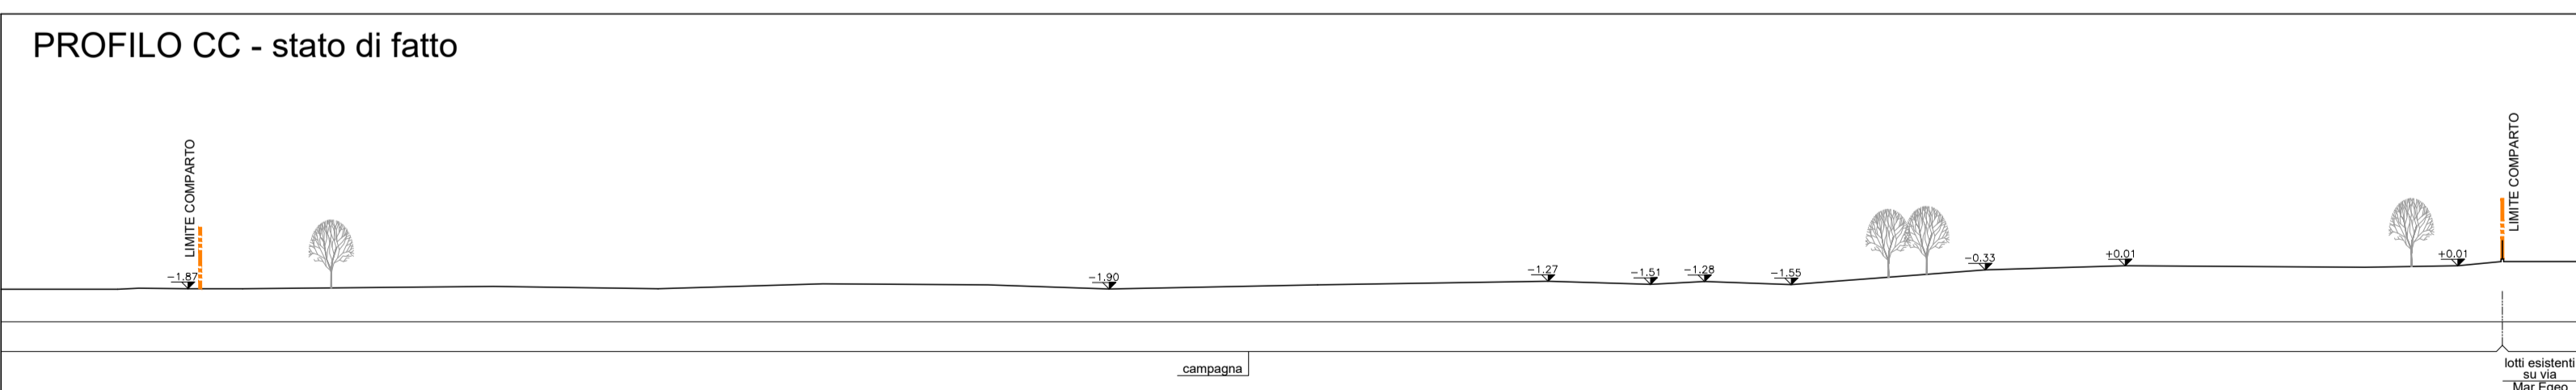 PROFILO CC - stato di fatto
LIMITE COMPARTO
-1.87
-1.90
-1.27
-1.51
-1.28
-1.55
-0.33
+0.01
+0.01
LIMITE COMPARTO
campagna
lotti esistenti
su via
Mar Egeo